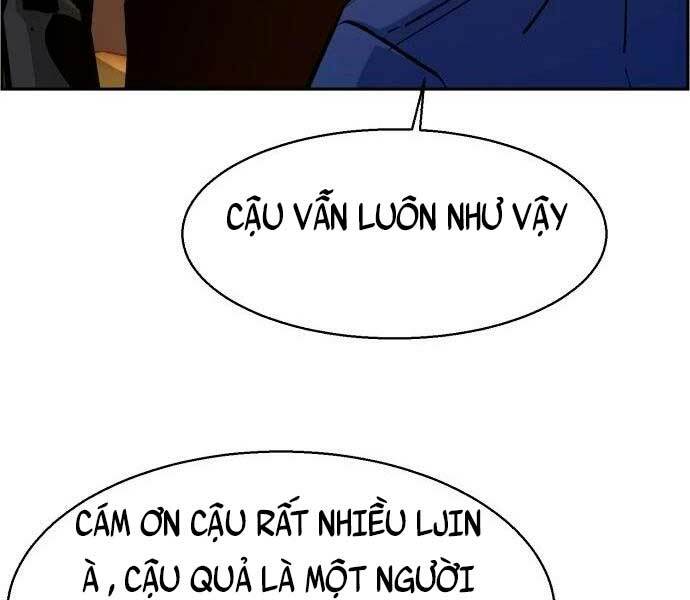 CẬU VẪN LUÔN NHƯ VẬY
CÁM ƠN CẬU RẤT NHIỀU LJIN
À, CẬU QUẢ LÀ MỘT NGƯỜI